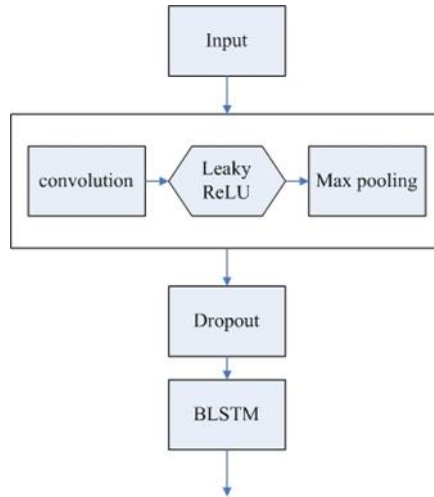 Input
convolution
Leaky
ReLU
Max pooling
Dropout
BLSTM